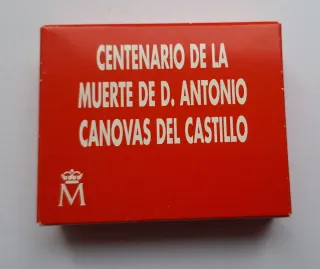 CENTENARIO DE LA
MUERTE DE D. ANTONIO
CANOVAS DEL CASTILLO
M